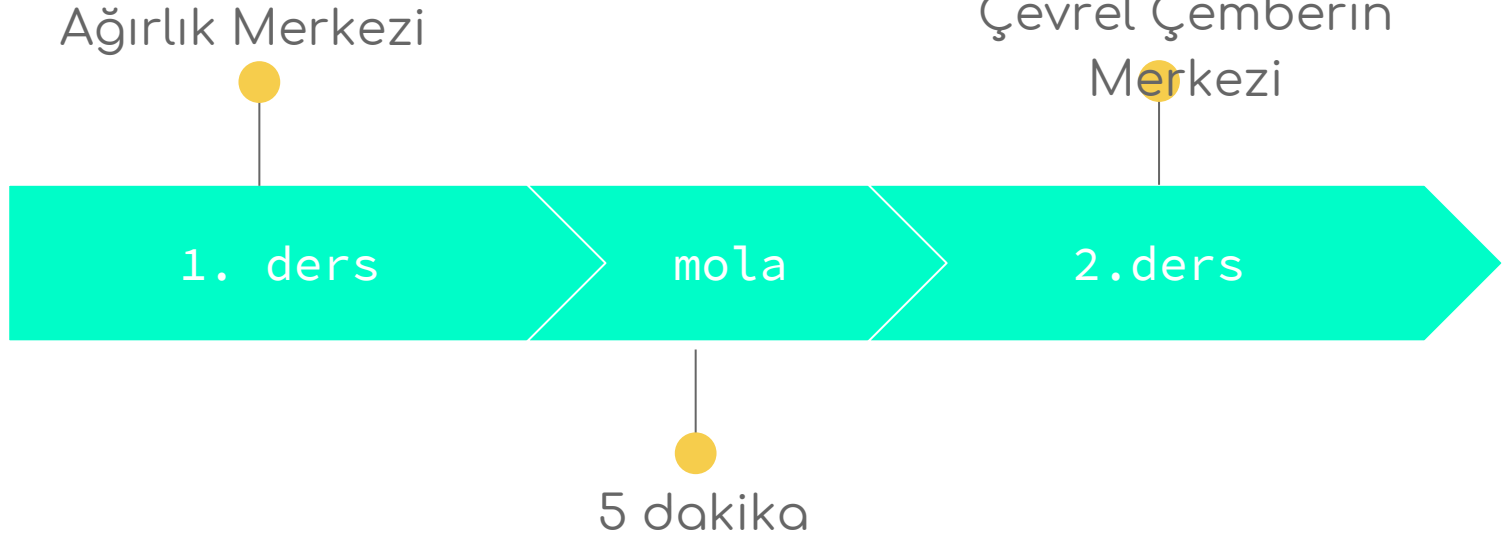 Ağırlık Merkezi
Çevrel Çemberin
Merkezi
1. ders
mola
2.ders
5 dakika